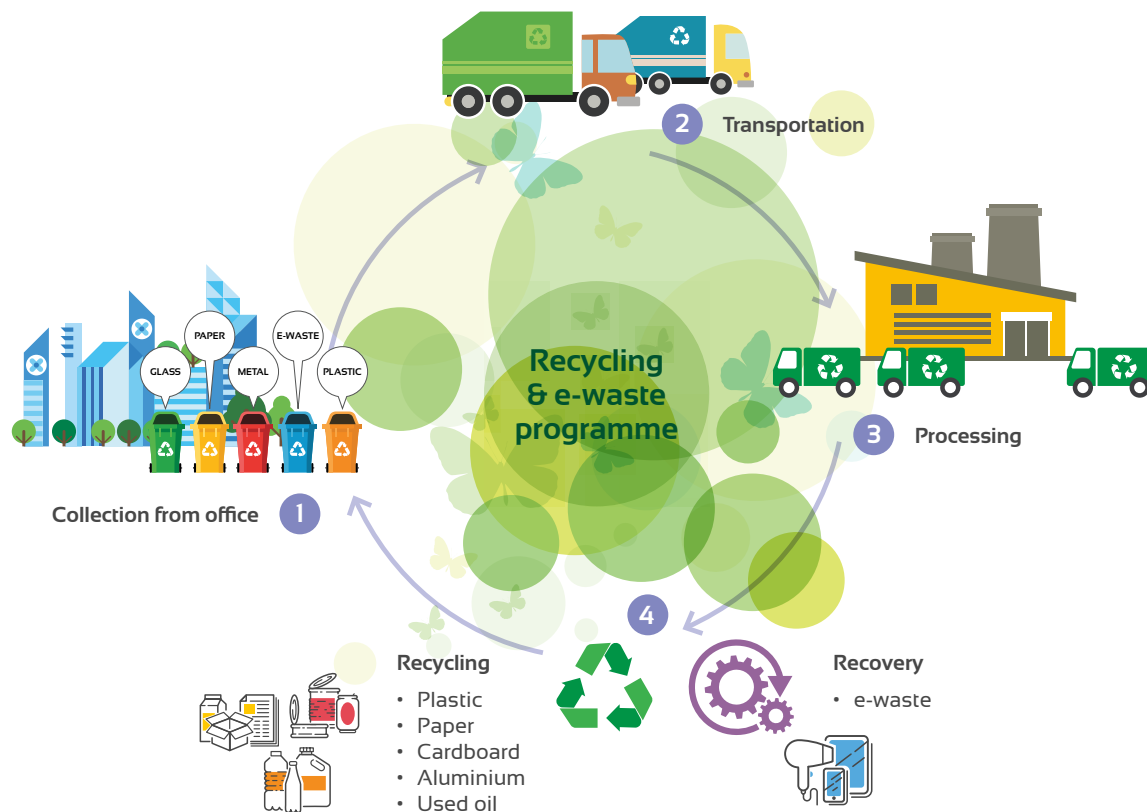 2 Transportation
PAPER
E-WASTE
GLASS
METAL
PLASTIC
Recycling
& e-waste
programme
3 Processing
Collection from office 1
4
Recycling
• Plastic
• Paper
• Cardboard
• Aluminium
• Used oil
Recovery
• e-waste